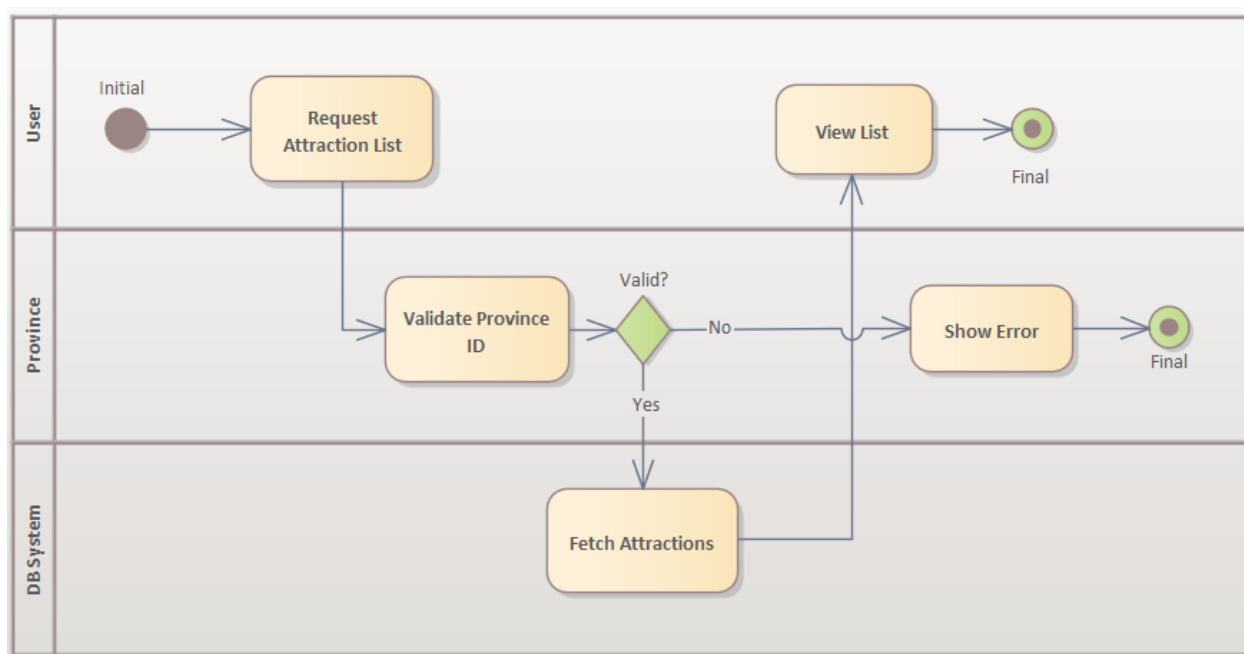 User
Initial
Request
Attraction List
View List
Final
Province
Validate Province
ID
Valid?
No
Yes
Show Error
Final
DB System
Fetch Attractions